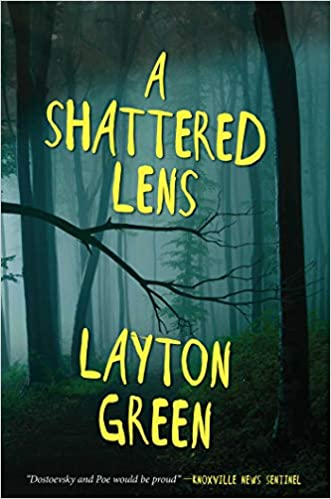 A
SHATTERED
LENS
LAYTON
GREEN
"Dostoevsky and Poe would be proud" —KNOXVILLE NEWS SENTINEL